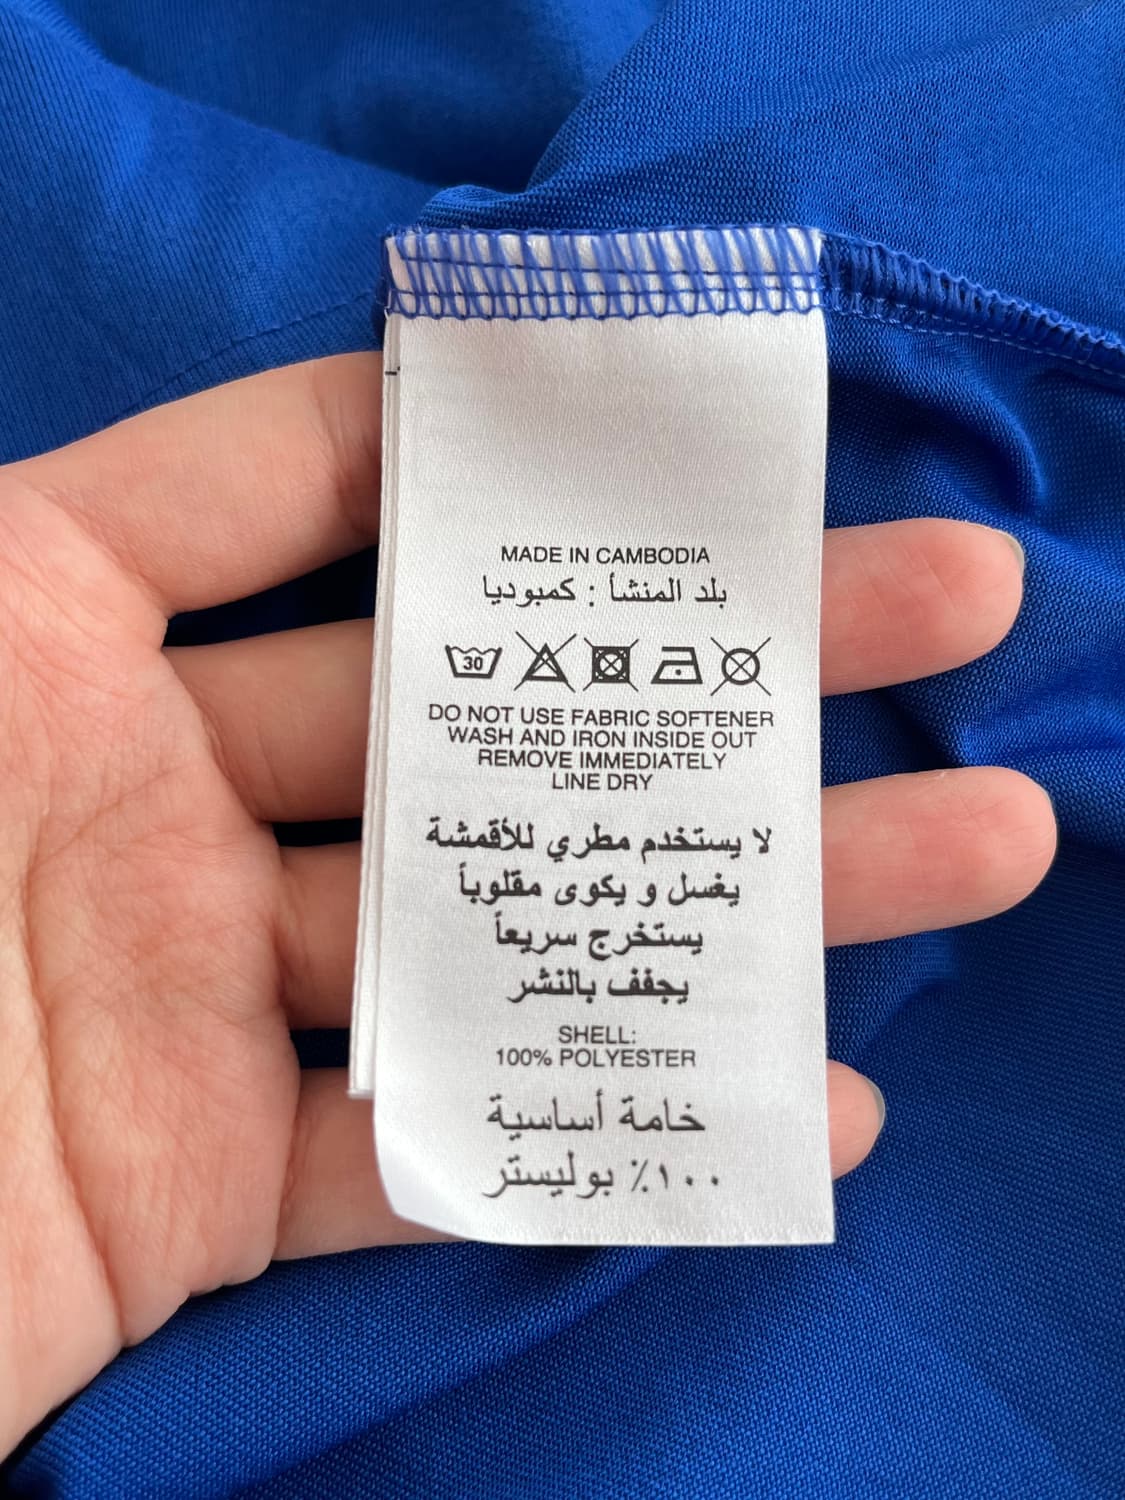 MADE IN CAMBODIA
بلد المنشأ : كمبوديا
30
DO NOT USE FABRIC SOFTENER
WASH AND IRON INSIDE OUT
REMOVE IMMEDIATELY
LINE DRY
لا يستخدم مطري للأقمشة
يغسل و يكوى مقلوباً
يستخرج سريعاً
يجفف بالنشر
SHELL:
100% POLYESTER
خامة أساسية
١٠٠٪ بوليستر